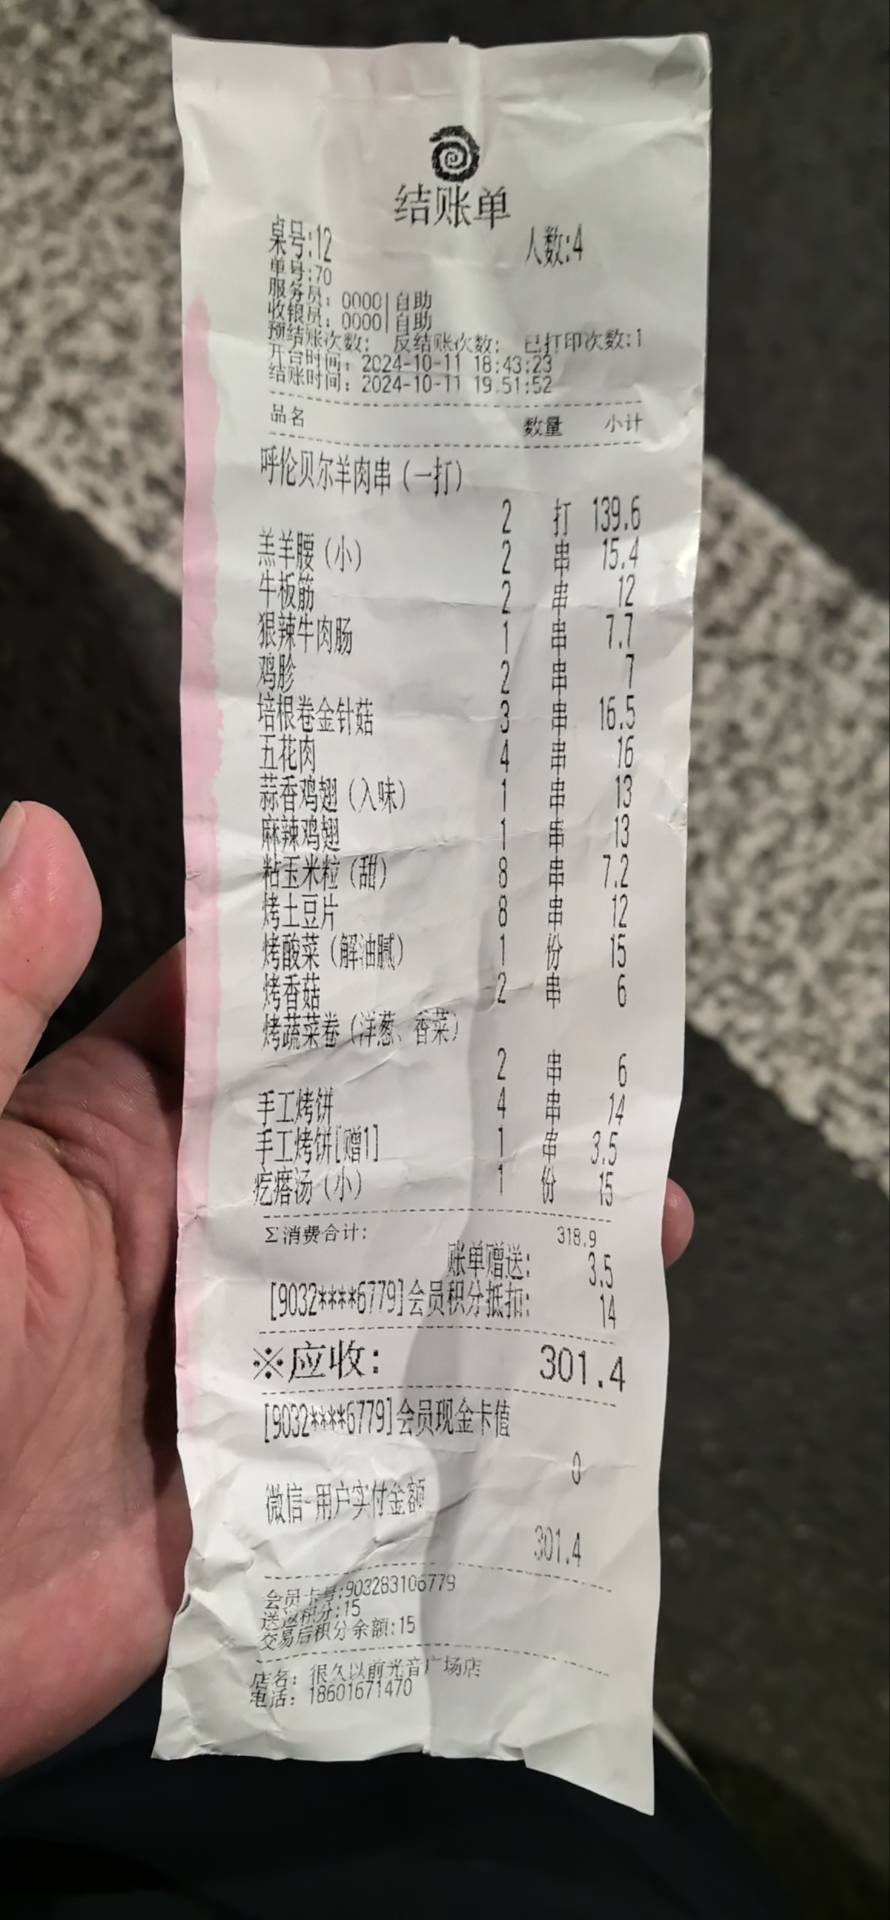 结账单
桌号:12 人数:4
单号:70
服务员: 0000|自助
收银员: 0000|自助
预结账次数: 反结账次数: 已打印次数:1
开台时间: 2024-10-11 18:43:23
结账时间: 2024-10-11 19:51:52
品名 数量 小计
呼伦贝尔羊肉串(一打)
2 打 139.6
羔羊腰(小) 2 串 15.4
牛板筋 2 串 12
狠辣牛肉肠 1 串 7.7
鸡胗 2 串 7
培根卷金针菇 3 串 16.5
五花肉 4 串 16
蒜香鸡翅(入味) 1 串 13
麻辣鸡翅 1 串 13
粘玉米粒(甜) 8 串 7.2
烤土豆片 8 串 12
烤酸菜(解油腻) 1 份 15
烤香菇 2 串 6
烤蔬菜卷(洋葱、香菜)
2 串 6
手工烤饼 4 串 14
手工烤饼[赠1] 1 串 3.5
疙瘩汤(小) 1 份 15
Σ消费合计: 318.9
账单赠送: 3.5
[9032****6779]会员积分抵扣: 14
※应收: 301.4
[9032****6779]会员现金卡值
0
微信-用户实付金额
301.4
会员卡号:903283106779
送返积分:15
交易后积分余额:15
店名: 很久以前光音广场店
电话: 18601671470